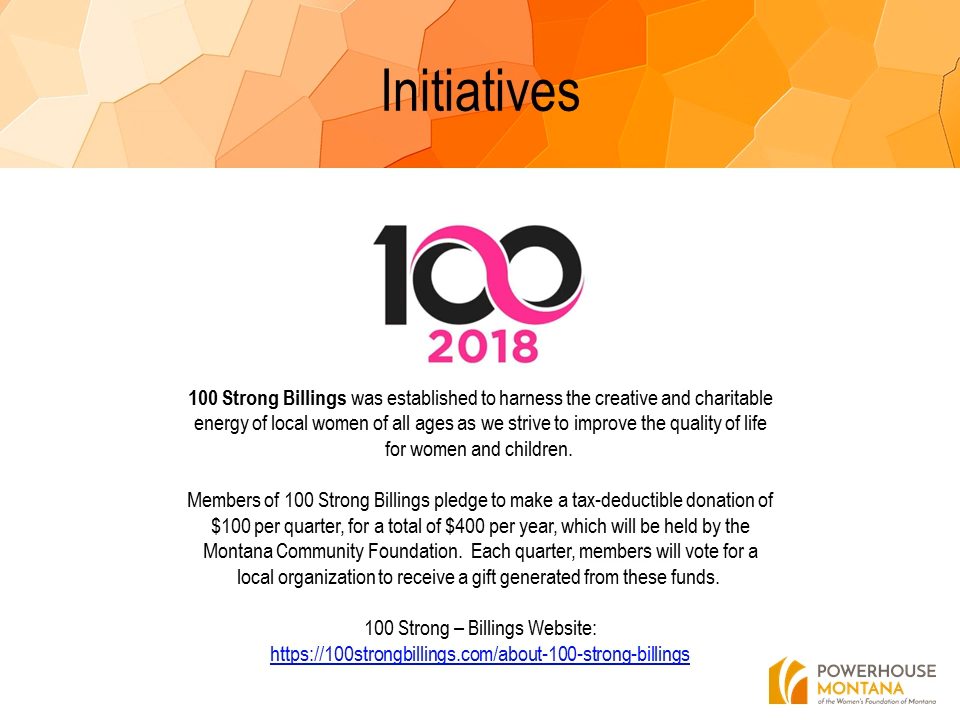 Initiatives
100
2018
100 Strong Billings was established to harness the creative and charitable
energy of local women of all ages as we strive to improve the quality of life
for women and children.
Members of 100 Strong Billings pledge to make a tax-deductible donation of
$100 per quarter, for a total of $400 per year, which will be held by the
Montana Community Foundation.  Each quarter, members will vote for a
local organization to receive a gift generated from these funds.
100 Strong – Billings Website:
https://100strongbillings.com/about-100-strong-billings
POWERHOUSE
MONTANA
of the Women's Foundation of Montana